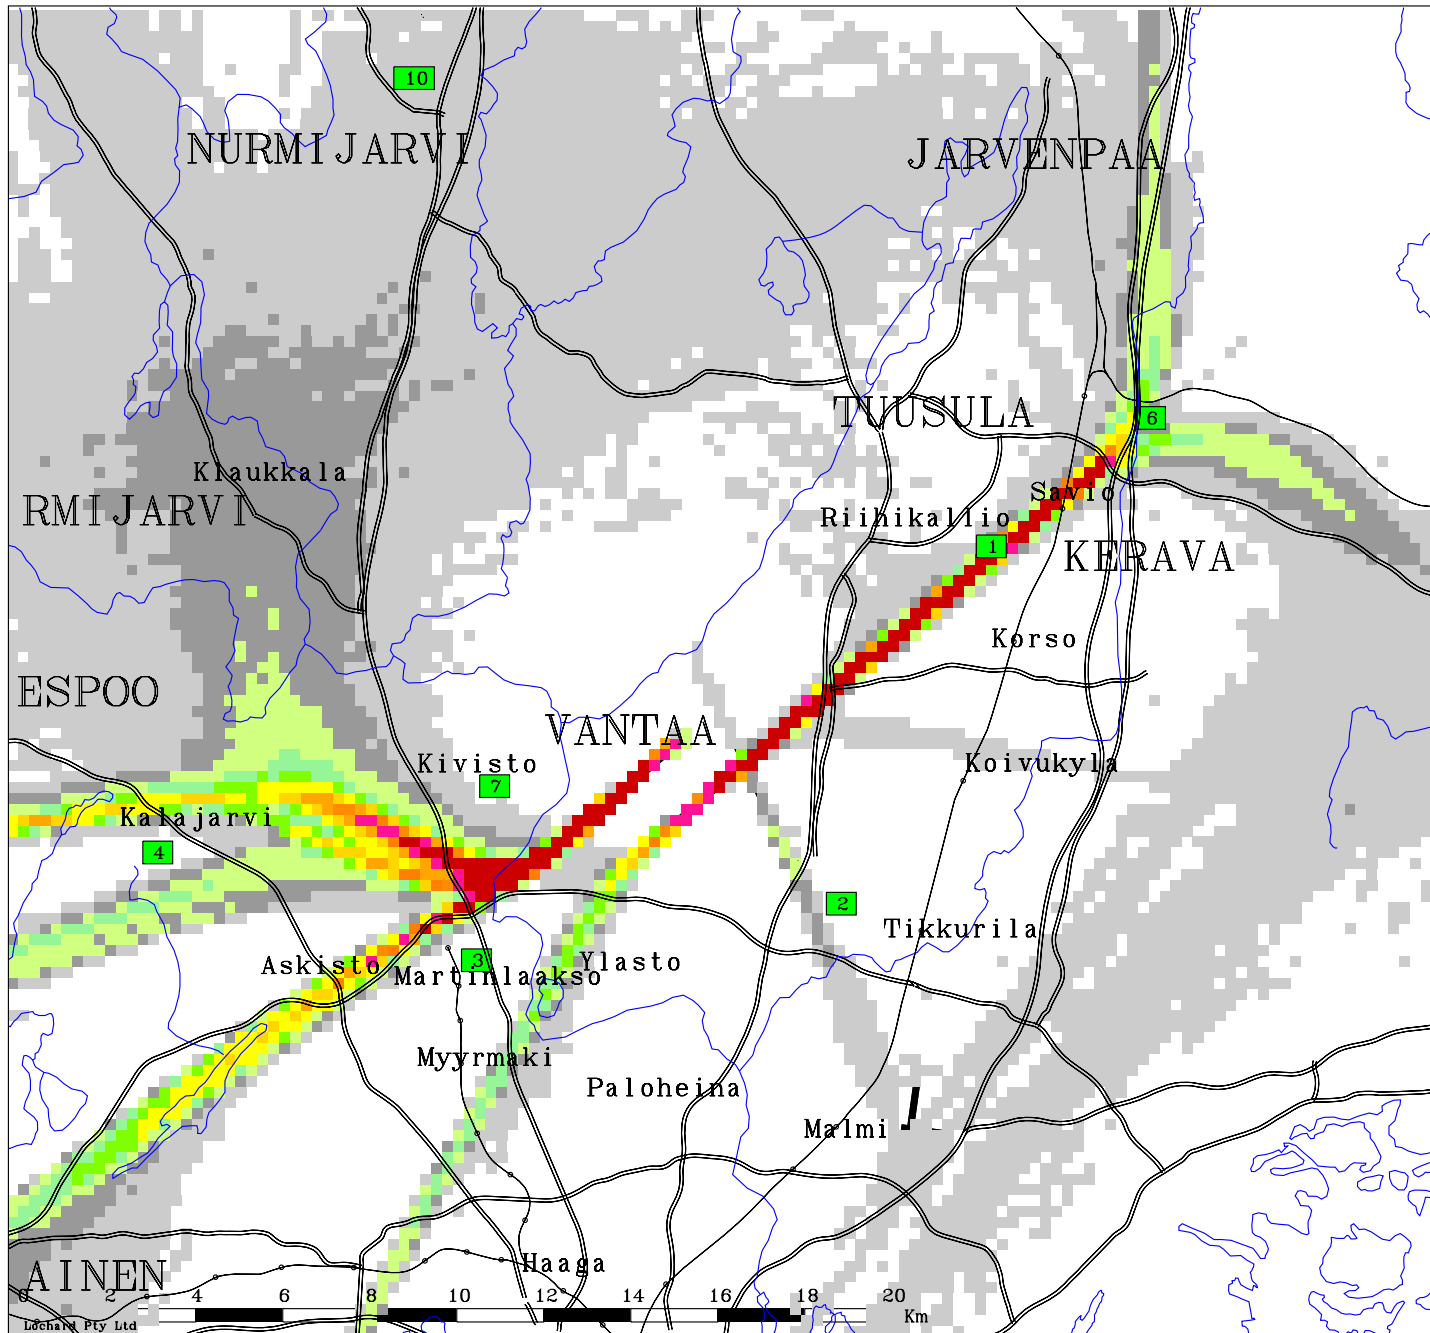 10
NURMIJARVI
JARVENPAA
TUUSULA
6
Klaukkala
Savio
RMIJARVI
Riihikallio
1
KERAVA
Korso
ESPOO
VANTAA
Kivisto
Koivukyla
7
Kalajarvi
4
2
Tikkurila
3
Askisto
Martinlaakso
Ylasto
Myyrmaki
Paloheina
Malmi
Haaga
AINEN
0 2 4 6 8 10 12 14 16 18 20
Km
Lochard Pty Ltd